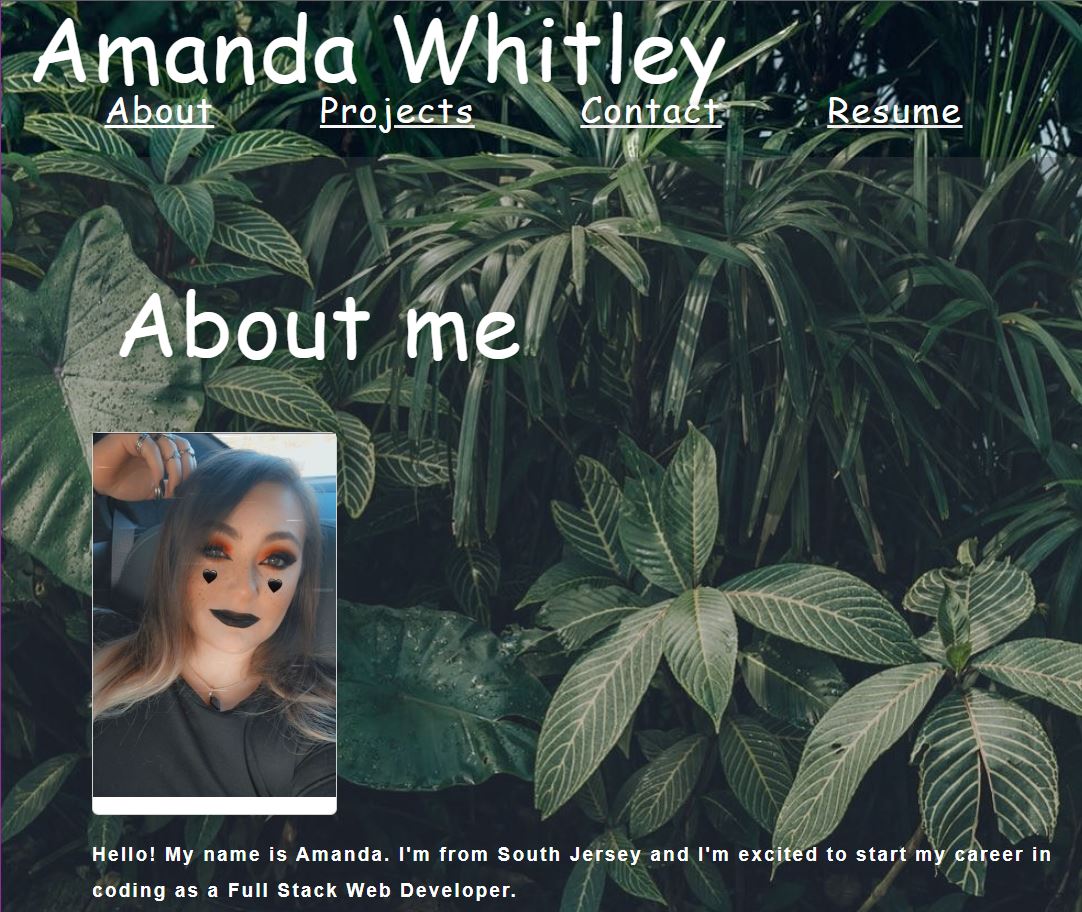 Amanda Whitley
About Projects Contact Resume
About me
Hello! My name is Amanda. I'm from South Jersey and I'm excited to start my career in
coding as a Full Stack Web Developer.